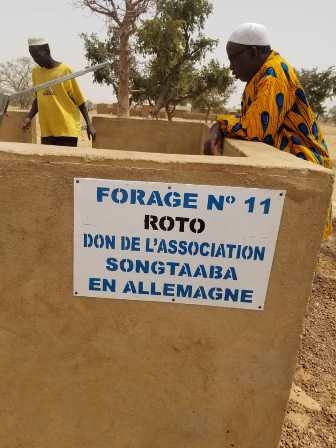 FORAGE N° 11
ROTO
DON DE L'ASSOCIATION
SONGTAABA
EN ALLEMAGNE